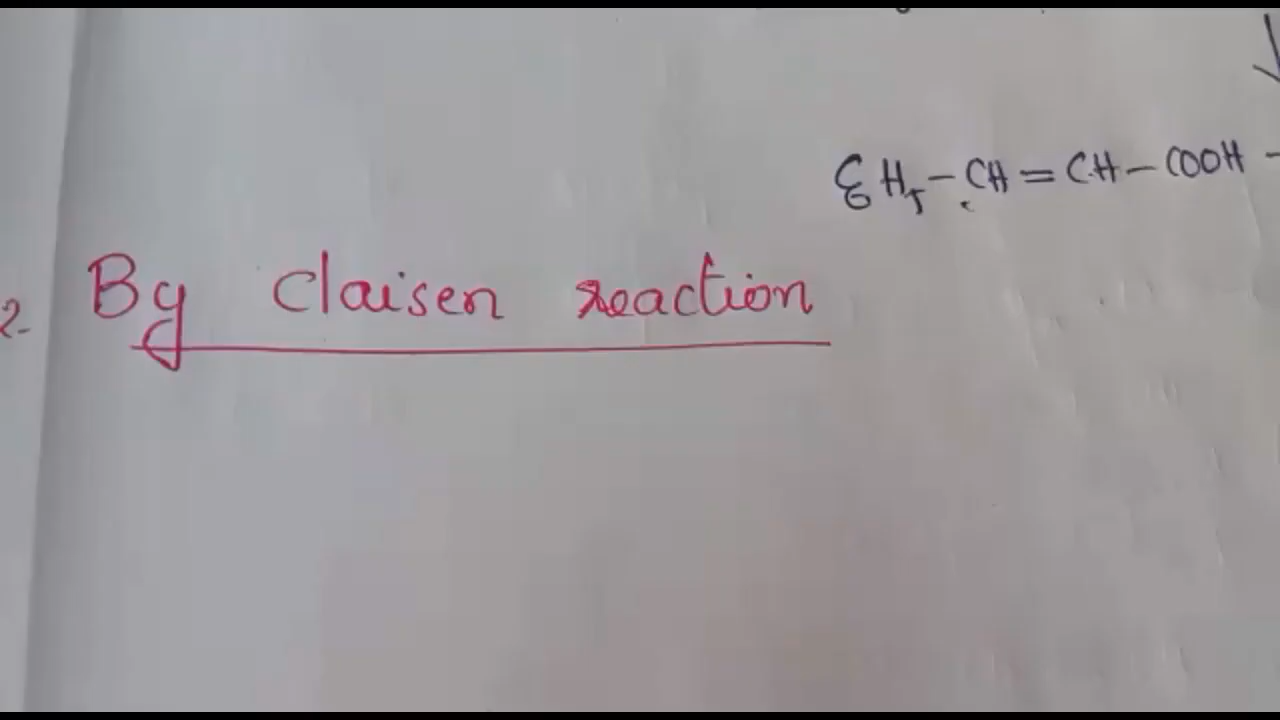 C₆H₅-CH=CH-COOH -
2- By Claisen reaction